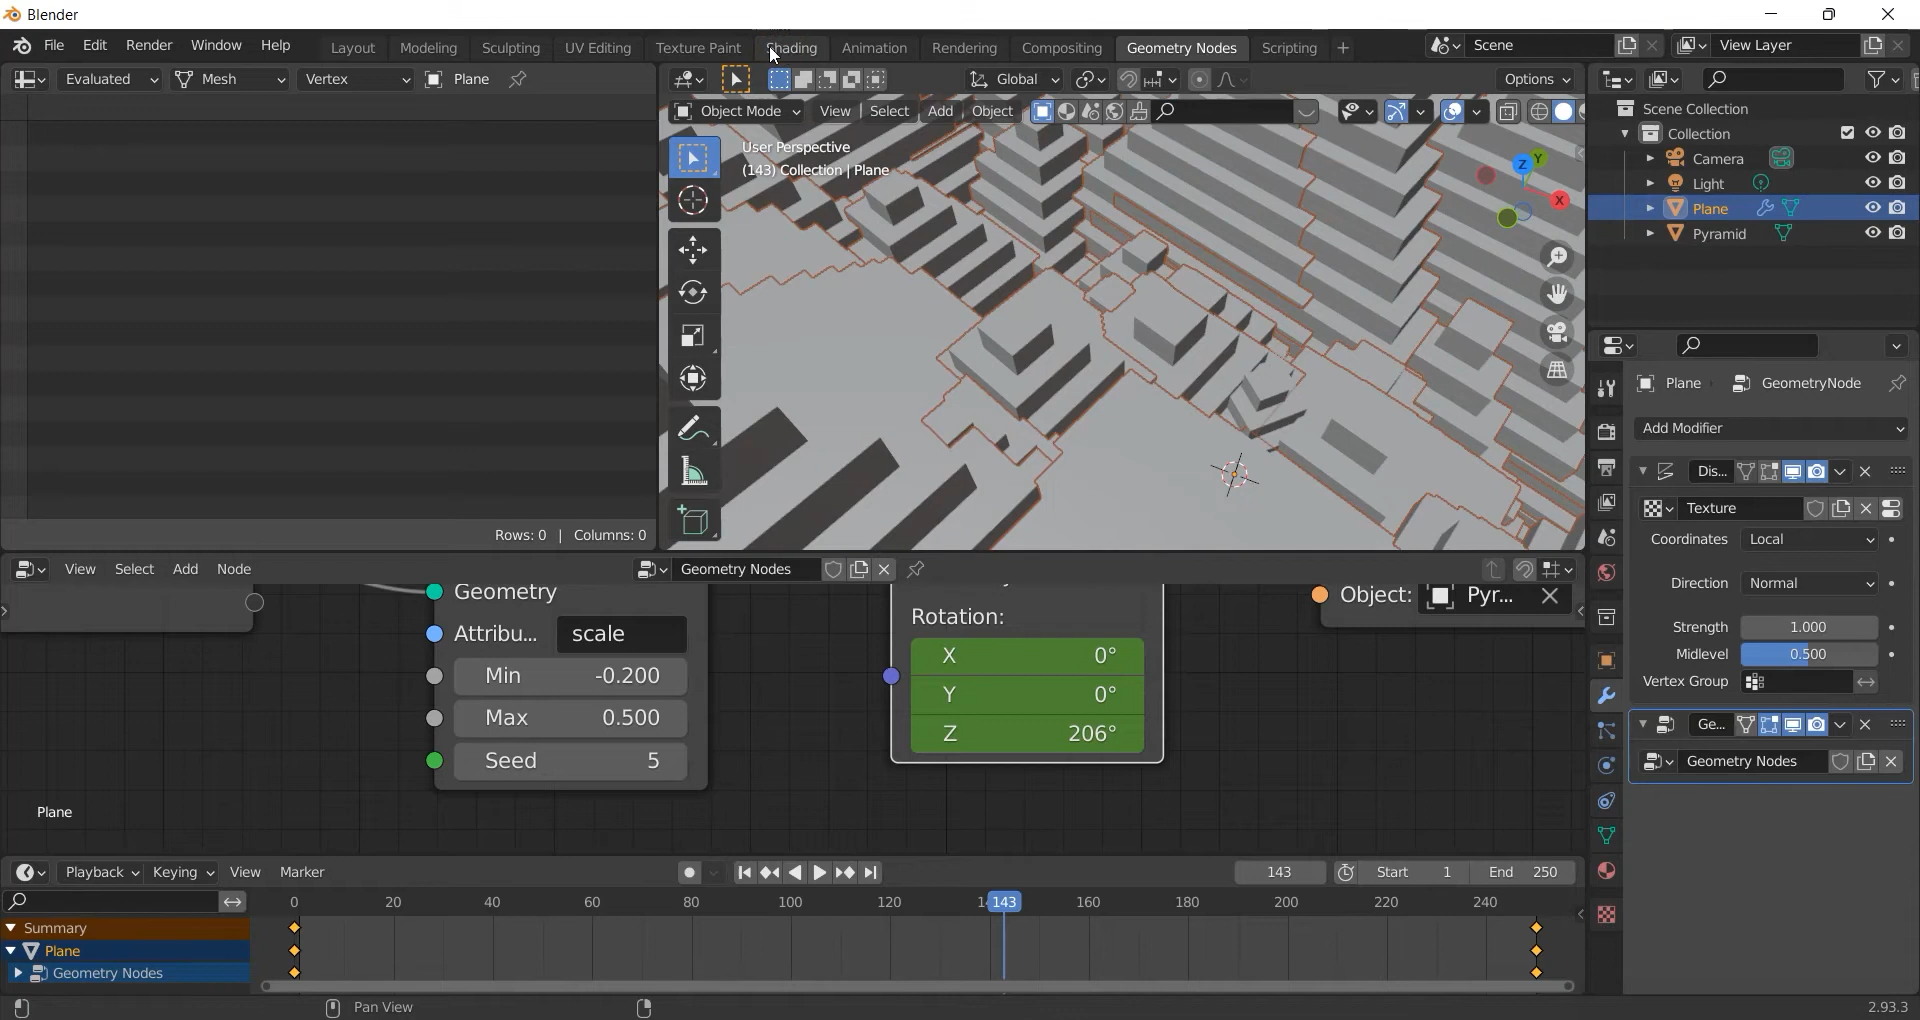 Blender
File Edit Render Window Help Layout Modeling Sculpting UV Editing Texture Paint Shading Animation Rendering Compositing Geometry Nodes Scripting + Scene View Layer
Evaluated Mesh Vertex Plane Global Options
Object Mode View Select Add Object
User Perspective
(143) Collection | Plane
Z Y
X
Scene Collection
Collection
Camera
Light
Plane
Pyramid
Rows: 0 | Columns: 0
Plane GeometryNode
Add Modifier
Dis...
Texture
Coordinates Local
Direction Normal
Strength 1.000
Midlevel 0.500
Vertex Group
Ge...
Geometry Nodes
View Select Add Node Geometry Nodes
Geometry
Attribu... scale
Min -0.200
Max 0.500
Seed 5
Rotation:
X 0°
Y 0°
Z 206°
Object: Pyr...
Plane
Playback Keying View Marker 143 Start 1 End 250
0 20 40 60 80 100 120 143 160 180 200 220 240
Summary
Plane
Geometry Nodes
Pan View 2.93.3